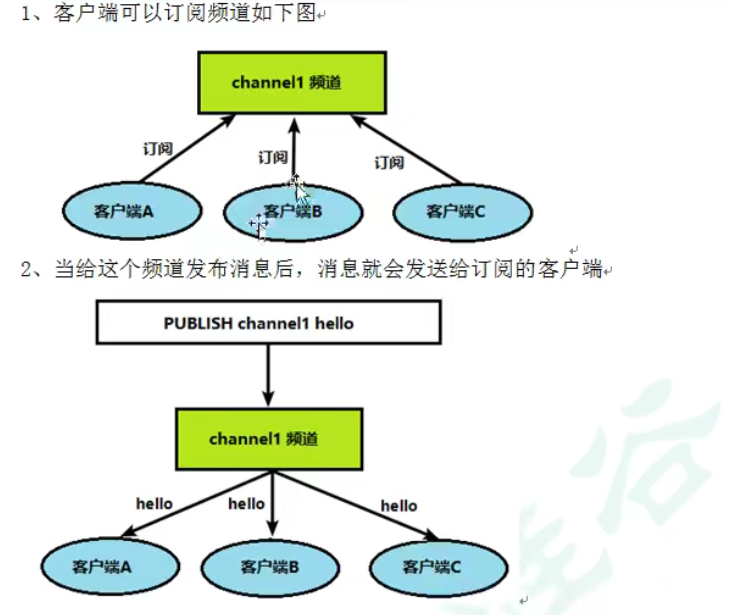 1、客户端可以订阅频道如下图
channel1 频道
订阅
订阅
订阅
客户端A
客户端B
客户端C
2、当给这个频道发布消息后，消息就会发送给订阅的客户端
PUBLISH channel1 hello
channel1 频道
hello
hello
hello
客户端A
客户端B
客户端C